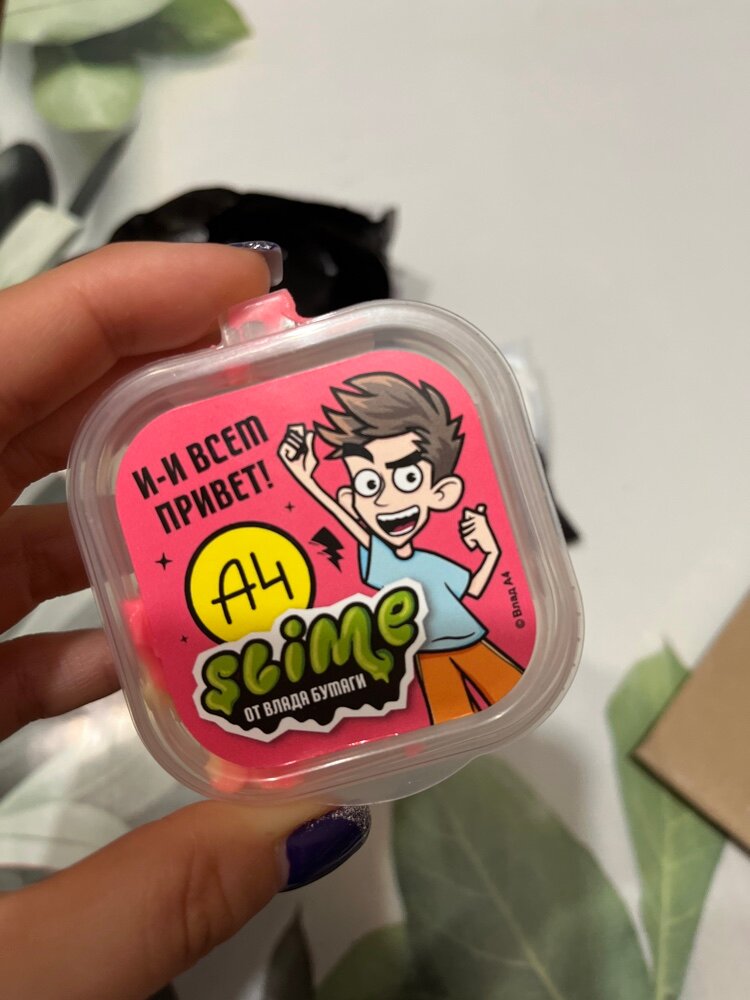 И-И ВСЕМ
ПРИВЕТ!
А4
SLIME
ОТ ВЛАДА БУМАГИ
© Влад А4